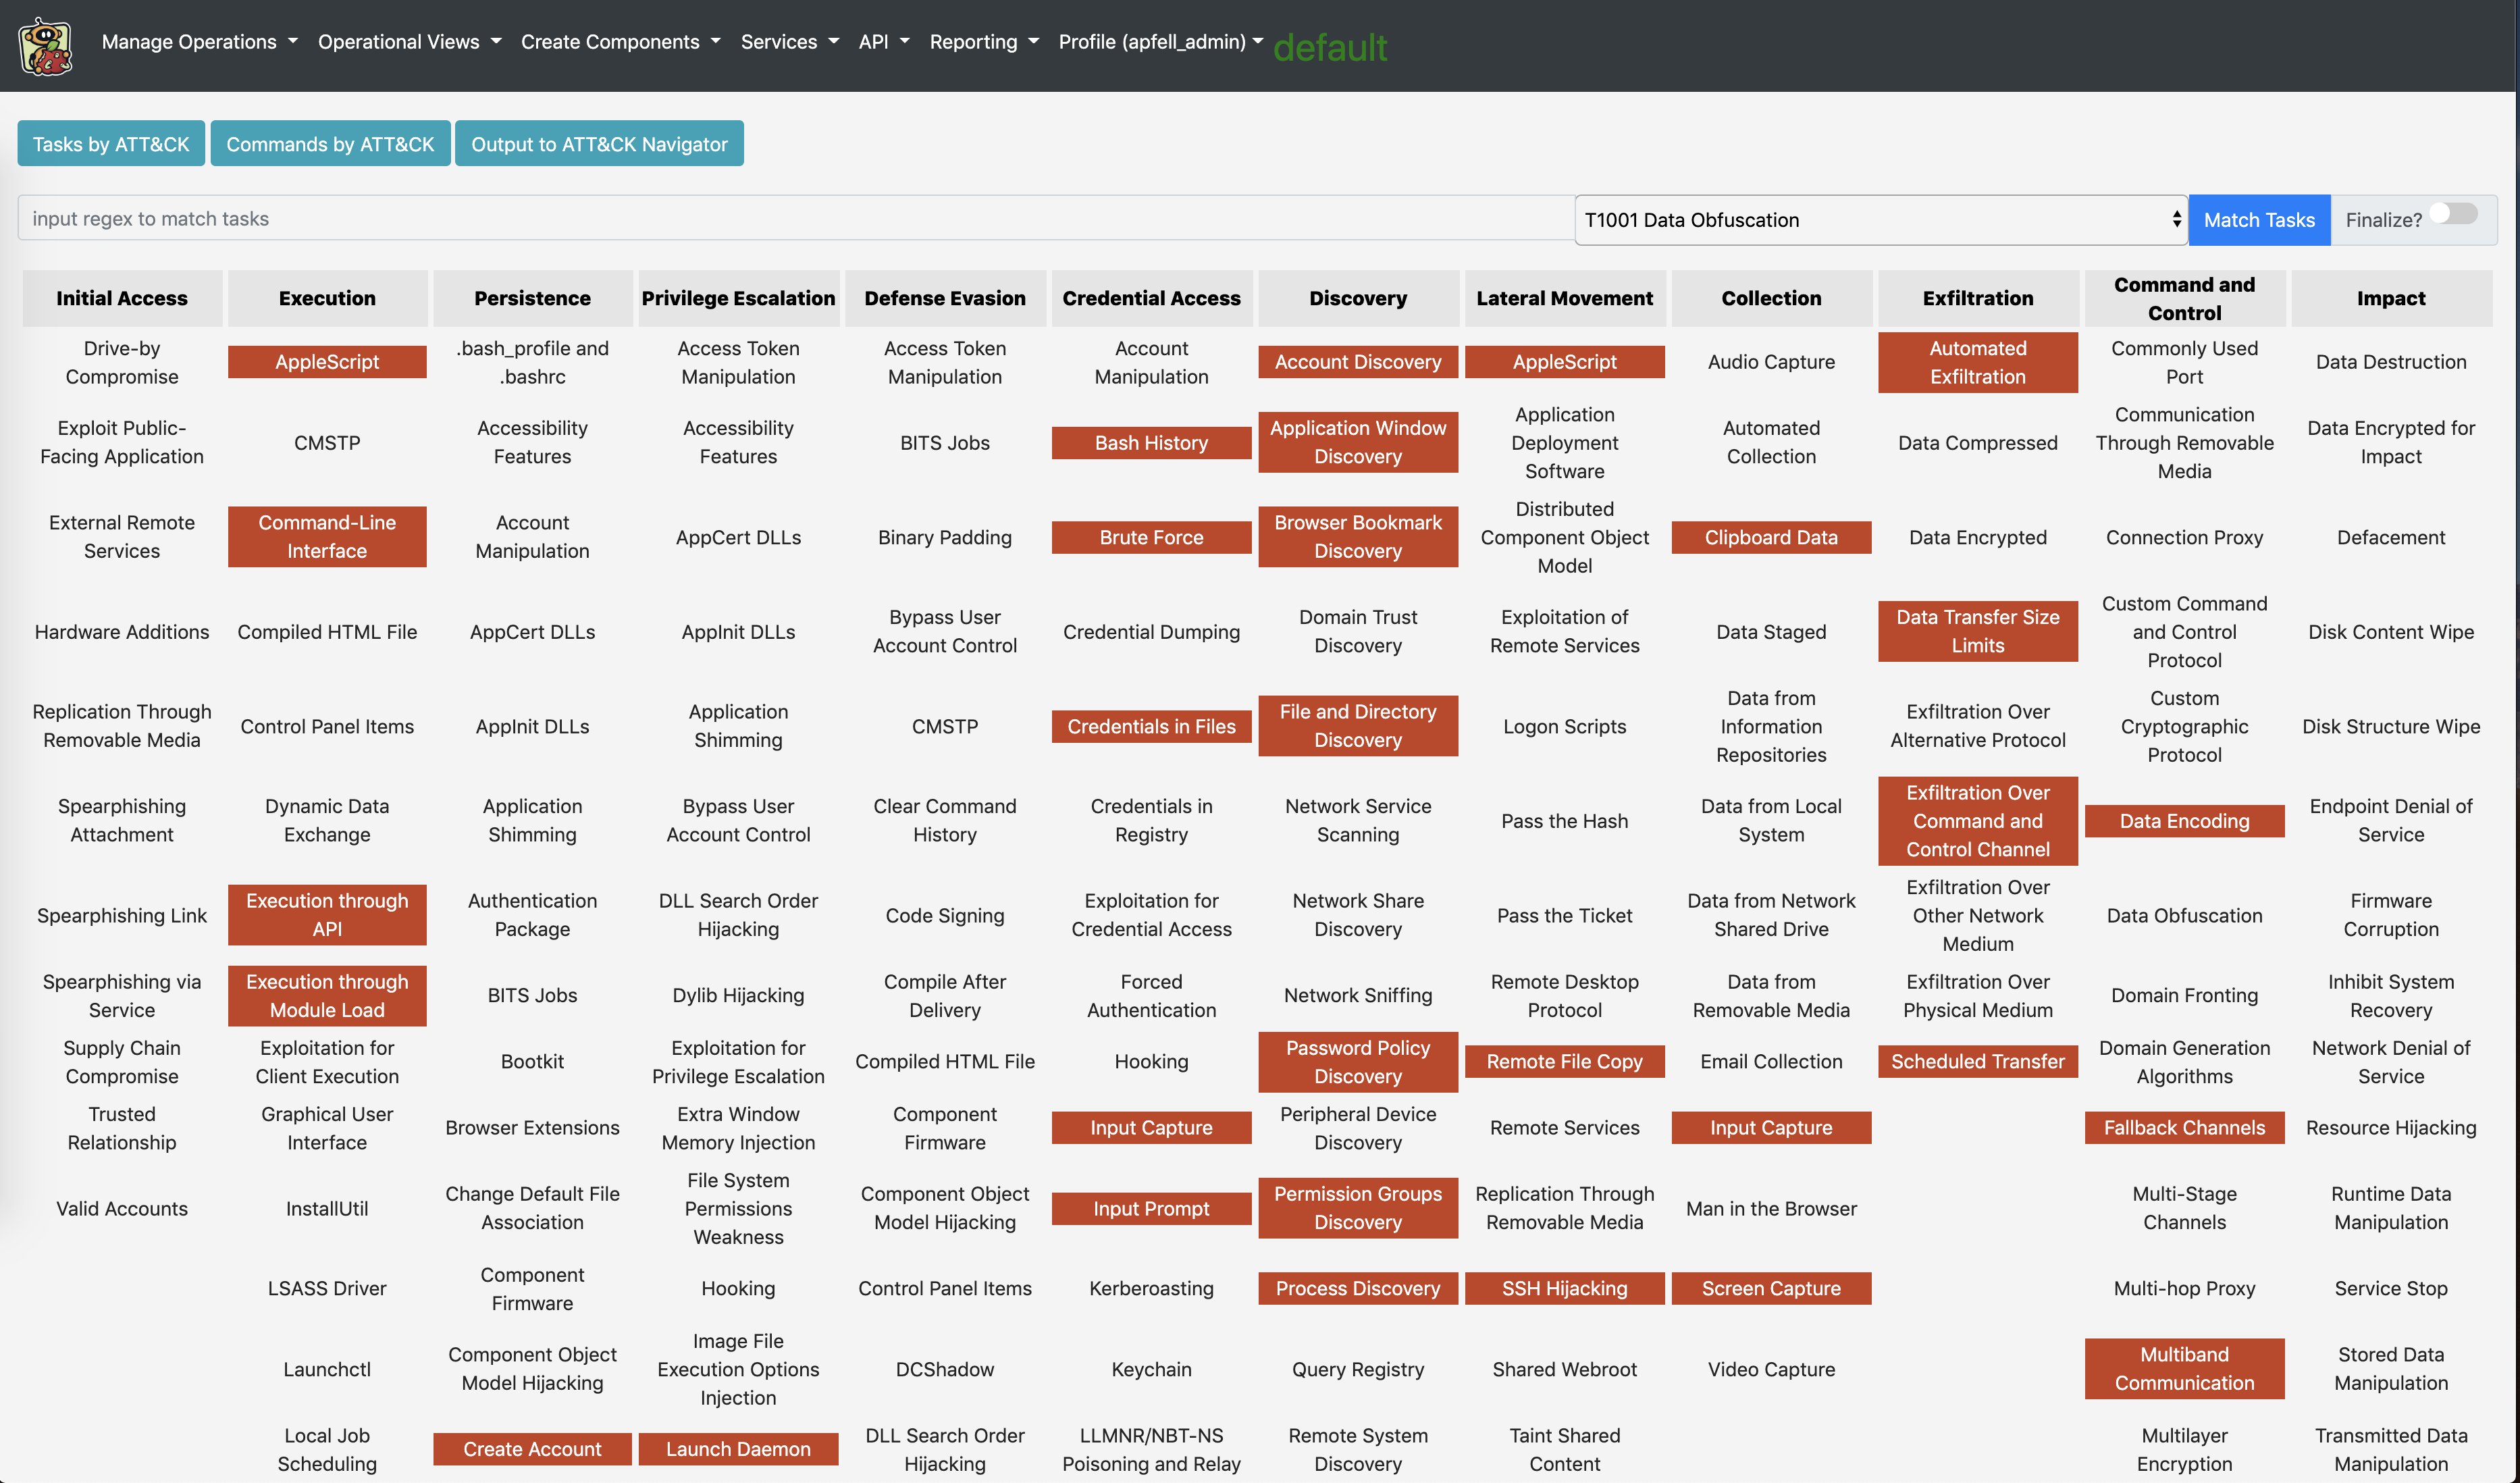 Manage Operations Operational Views Create Components Services API Reporting Profile (apfell_admin) default
Tasks by ATT&CK Commands by ATT&CK Output to ATT&CK Navigator
input regex to match tasks T1001 Data Obfuscation Match Tasks Finalize?
Initial Access
Execution
Persistence
Privilege Escalation
Defense Evasion
Credential Access
Discovery
Lateral Movement
Collection
Exfiltration
Command and
Control
Impact
Drive-by
Compromise
AppleScript
.bash_profile and
.bashrc
Access Token
Manipulation
Access Token
Manipulation
Account
Manipulation
Account Discovery
AppleScript
Audio Capture
Automated
Exfiltration
Commonly Used
Port
Data Destruction
Exploit Public-
Facing Application
CMSTP
Accessibility
Features
Accessibility
Features
BITS Jobs
Bash History
Application Window
Discovery
Application
Deployment
Software
Automated
Collection
Data Compressed
Communication
Through Removable
Media
Data Encrypted for
Impact
External Remote
Services
Command-Line
Interface
Account
Manipulation
AppCert DLLs
Binary Padding
Brute Force
Browser Bookmark
Discovery
Distributed
Component Object
Model
Clipboard Data
Data Encrypted
Connection Proxy
Defacement
Hardware Additions
Compiled HTML File
AppCert DLLs
AppInit DLLs
Bypass User
Account Control
Credential Dumping
Domain Trust
Discovery
Exploitation of
Remote Services
Data Staged
Data Transfer Size
Limits
Custom Command
and Control
Protocol
Disk Content Wipe
Replication Through
Removable Media
Control Panel Items
AppInit DLLs
Application
Shimming
CMSTP
Credentials in Files
File and Directory
Discovery
Logon Scripts
Data from
Information
Repositories
Exfiltration Over
Alternative Protocol
Custom
Cryptographic
Protocol
Disk Structure Wipe
Spearphishing
Attachment
Dynamic Data
Exchange
Application
Shimming
Bypass User
Account Control
Clear Command
History
Credentials in
Registry
Network Service
Scanning
Pass the Hash
Data from Local
System
Exfiltration Over
Command and
Control Channel
Data Encoding
Endpoint Denial of
Service
Spearphishing Link
Execution through
API
Authentication
Package
DLL Search Order
Hijacking
Code Signing
Exploitation for
Credential Access
Network Share
Discovery
Pass the Ticket
Data from Network
Shared Drive
Exfiltration Over
Other Network
Medium
Data Obfuscation
Firmware
Corruption
Spearphishing via
Service
Execution through
Module Load
BITS Jobs
Dylib Hijacking
Compile After
Delivery
Forced
Authentication
Network Sniffing
Remote Desktop
Protocol
Data from
Removable Media
Exfiltration Over
Physical Medium
Domain Fronting
Inhibit System
Recovery
Supply Chain
Compromise
Exploitation for
Client Execution
Bootkit
Exploitation for
Privilege Escalation
Compiled HTML File
Hooking
Password Policy
Discovery
Remote File Copy
Email Collection
Scheduled Transfer
Domain Generation
Algorithms
Network Denial of
Service
Trusted
Relationship
Graphical User
Interface
Browser Extensions
Extra Window
Memory Injection
Component
Firmware
Input Capture
Peripheral Device
Discovery
Remote Services
Input Capture
Fallback Channels
Resource Hijacking
Valid Accounts
InstallUtil
Change Default File
Association
File System
Permissions
Weakness
Component Object
Model Hijacking
Input Prompt
Permission Groups
Discovery
Replication Through
Removable Media
Man in the Browser
Multi-Stage
Channels
Runtime Data
Manipulation
LSASS Driver
Component
Firmware
Hooking
Control Panel Items
Kerberoasting
Process Discovery
SSH Hijacking
Screen Capture
Multi-hop Proxy
Service Stop
Launchctl
Component Object
Model Hijacking
Image File
Execution Options
Injection
DCShadow
Keychain
Query Registry
Shared Webroot
Video Capture
Multiband
Communication
Stored Data
Manipulation
Local Job
Scheduling
Create Account
Launch Daemon
DLL Search Order
Hijacking
LLMNR/NBT-NS
Poisoning and Relay
Remote System
Discovery
Taint Shared
Content
Multilayer
Encryption
Transmitted Data
Manipulation